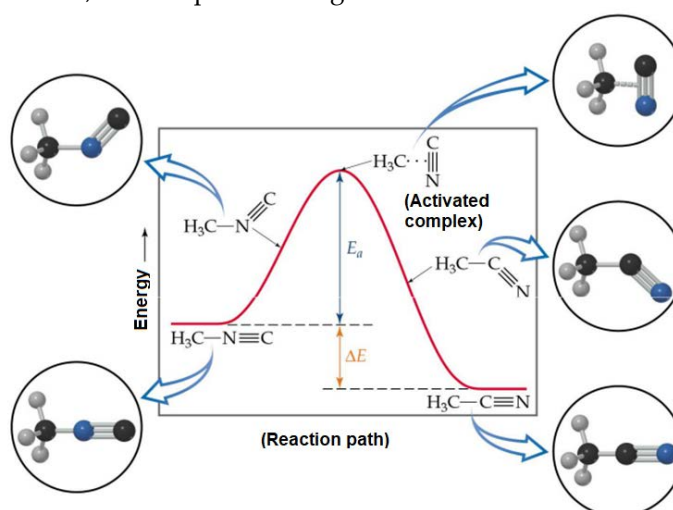 H₃C···C≡N
(Activated
complex)
H₃C—N≡C
Eₐ
H₃C—C≡N
Energy →
H₃C—N≡C
ΔE
H₃C—C≡N
(Reaction path)